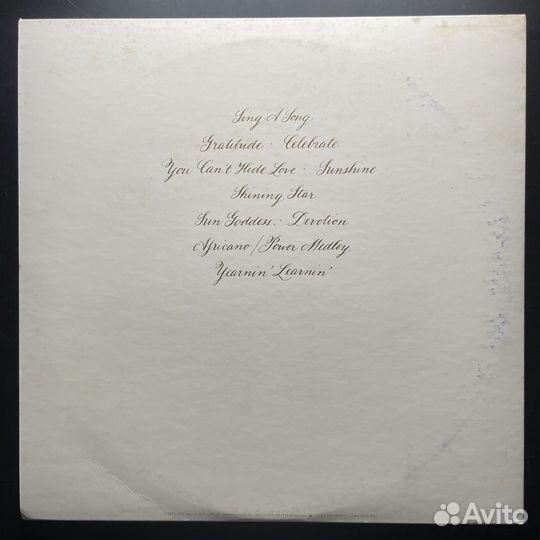 Sing A Song
Gratitude · Celebrate
You Can't Hide Love · Sunshine
Shining Star
Sun Goddess · Devotion
Africano / Power Medley
Yearnin' Learnin'
Avito